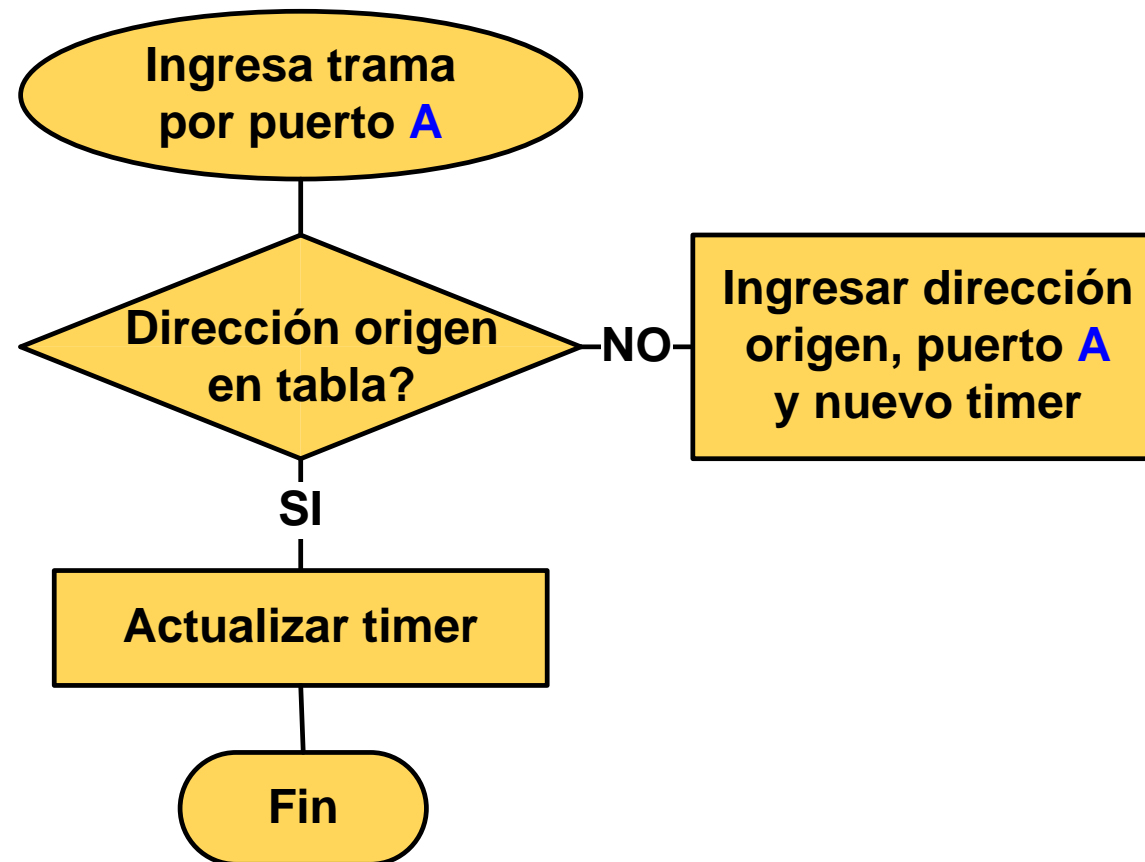 Ingresa trama
por puerto A
Dirección origen
en tabla?
NO
Ingresar dirección
origen, puerto A
y nuevo timer
SI
Actualizar timer
Fin